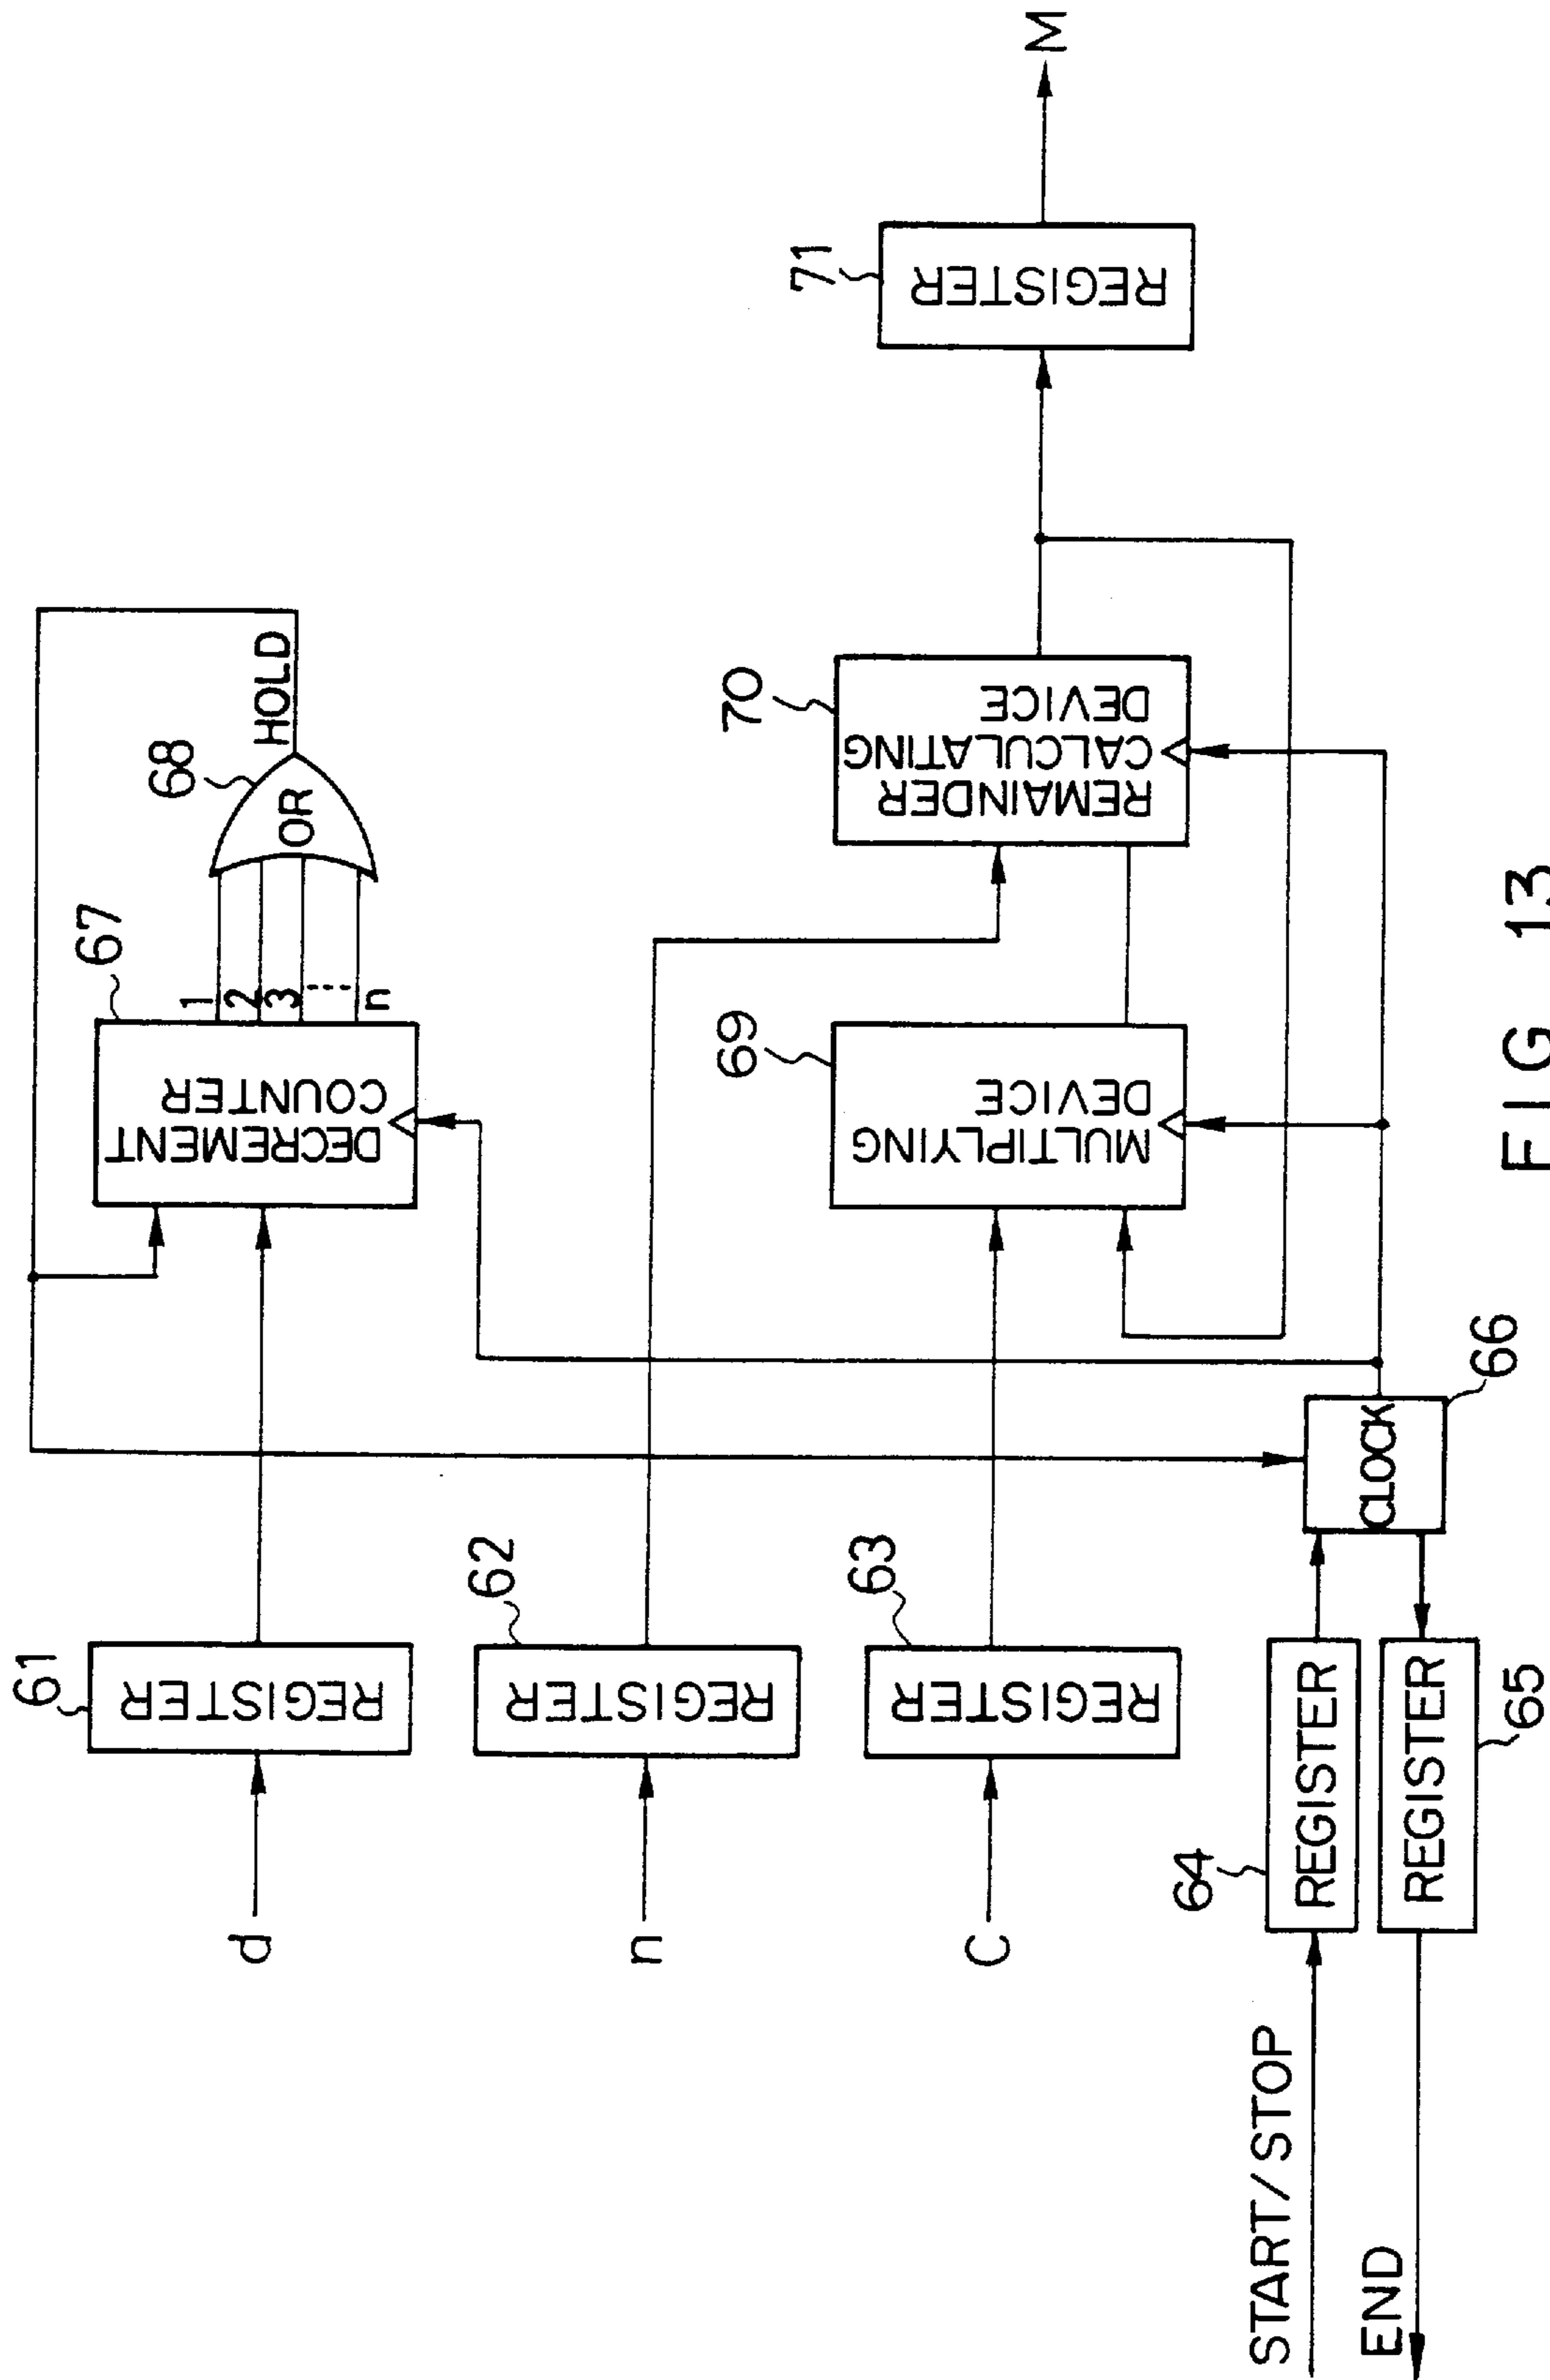 61
67
1
2
3
n
68
OR
HOLD
d
REGISTER
DECREMENT
COUNTER
62
n
REGISTER
63
C
REGISTER
69
MULTIPLYING
DEVICE
70
REMAINDER
CALCULATING
DEVICE
71
REGISTER
M
START/STOP
64
REGISTER
CLOCK
66
END
REGISTER
65
FIG 13